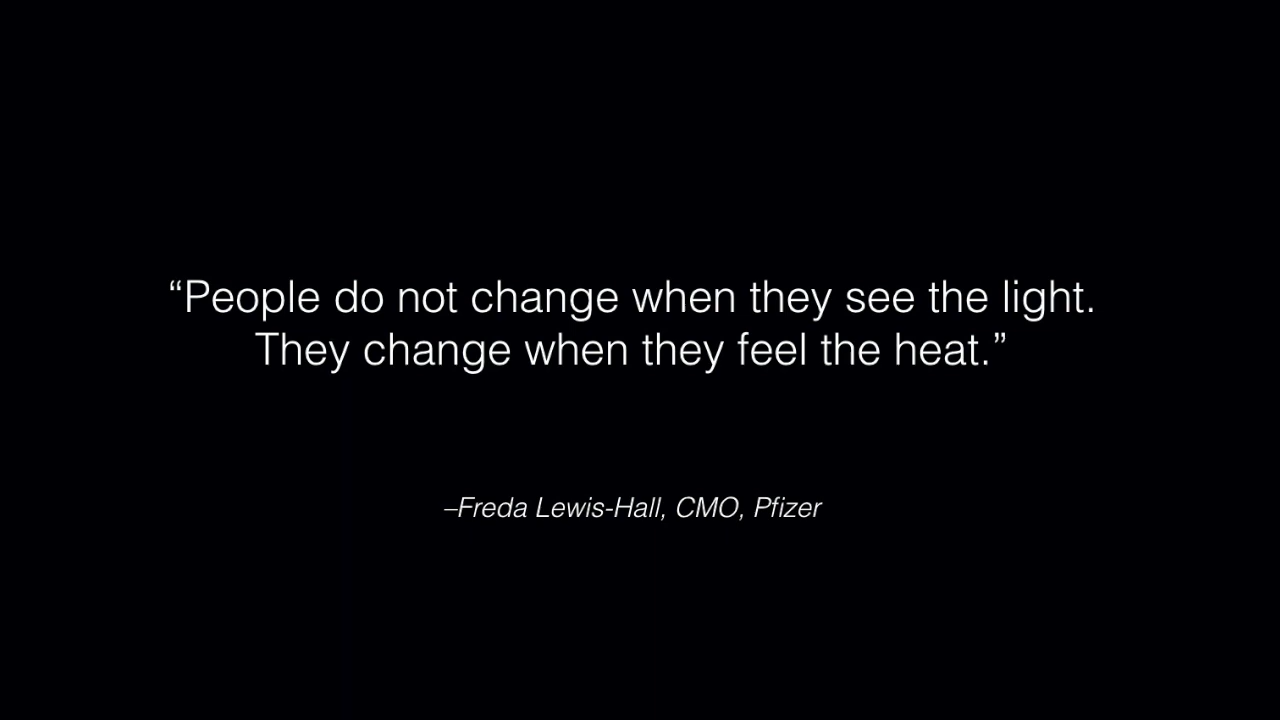 “People do not change when they see the light.
They change when they feel the heat.”
–Freda Lewis-Hall, CMO, Pfizer